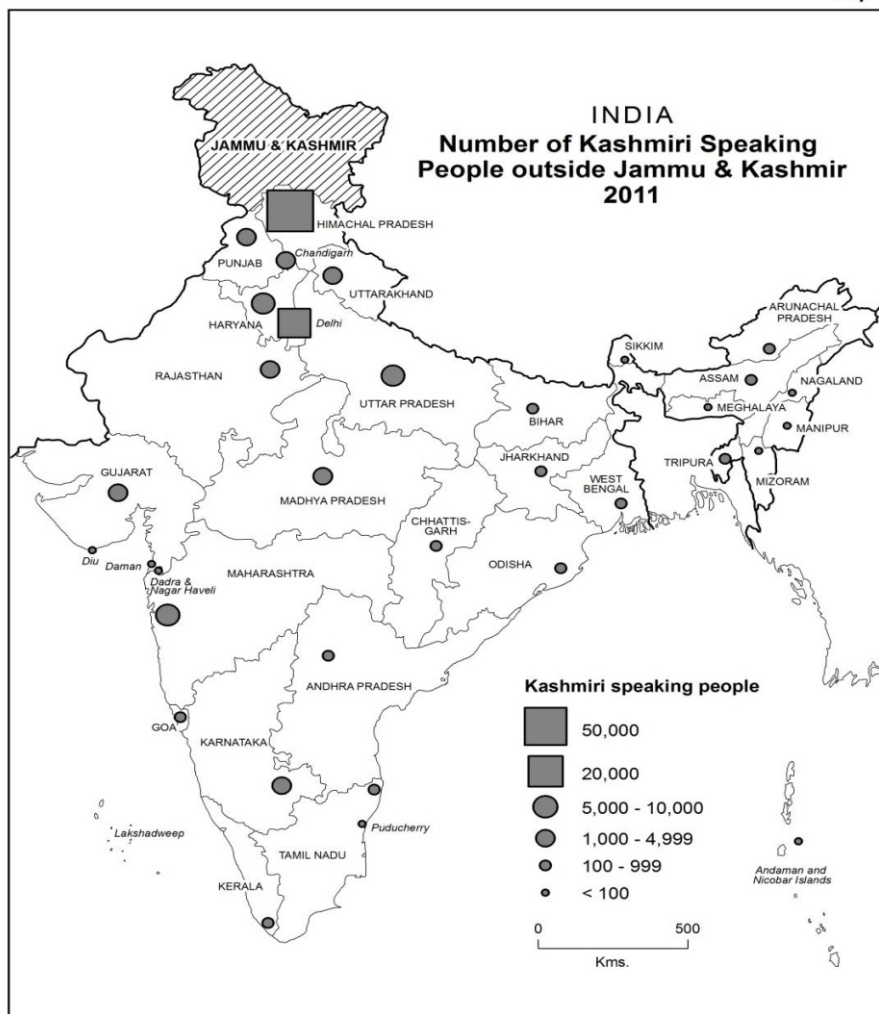 INDIA
Number of Kashmiri Speaking
People outside Jammu & Kashmir
2011
JAMMU & KASHMIR
HIMACHAL PRADESH
PUNJAB
Chandigarh
UTTARAKHAND
HARYANA
Delhi
RAJASTHAN
UTTAR PRADESH
BIHAR
SIKKIM
ARUNACHAL
PRADESH
ASSAM
NAGALAND
MEGHALAYA
MANIPUR
TRIPURA
MIZORAM
JHARKHAND
WEST
BENGAL
GUJARAT
MADHYA PRADESH
CHHATTIS-
GARH
ODISHA
Diu
Daman
Dadra &
Nagar Haveli
MAHARASHTRA
ANDHRA PRADESH
GOA
KARNATAKA
Puducherry
Lakshadweep
TAMIL NADU
KERALA
Andaman and
Nicobar Islands
Kashmiri speaking people
50,000
20,000
5,000 - 10,000
1,000 - 4,999
100 - 999
< 100
0 500
Kms.